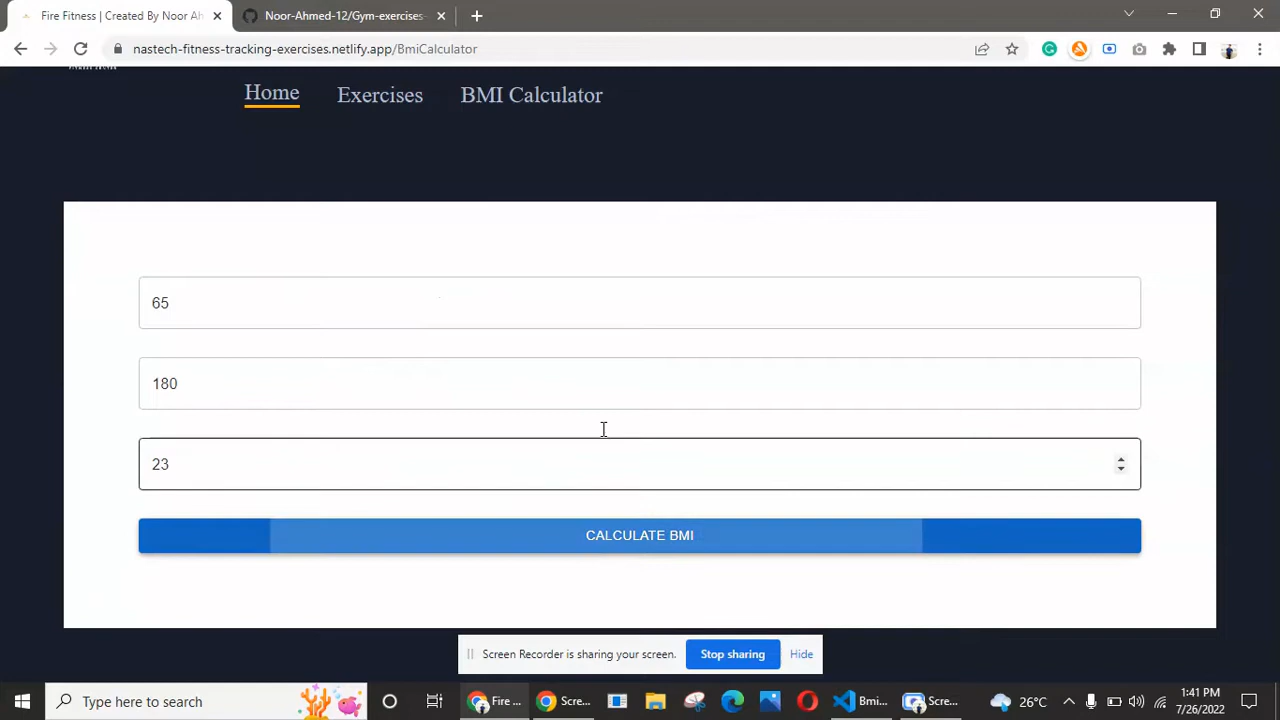 Fire Fitness | Created By Noor Ah
Noor-Ahmed-12/Gym-exercises-
nastech-fitness-tracking-exercises.netlify.app/BmiCalculator
Home
Exercises
BMI Calculator
65
180
23
CALCULATE BMI
Screen Recorder is sharing your screen.
Stop sharing
Hide
Type here to search
Fire ...
Scre...
Bmi...
Scre...
26°C
1:41 PM
7/26/2022